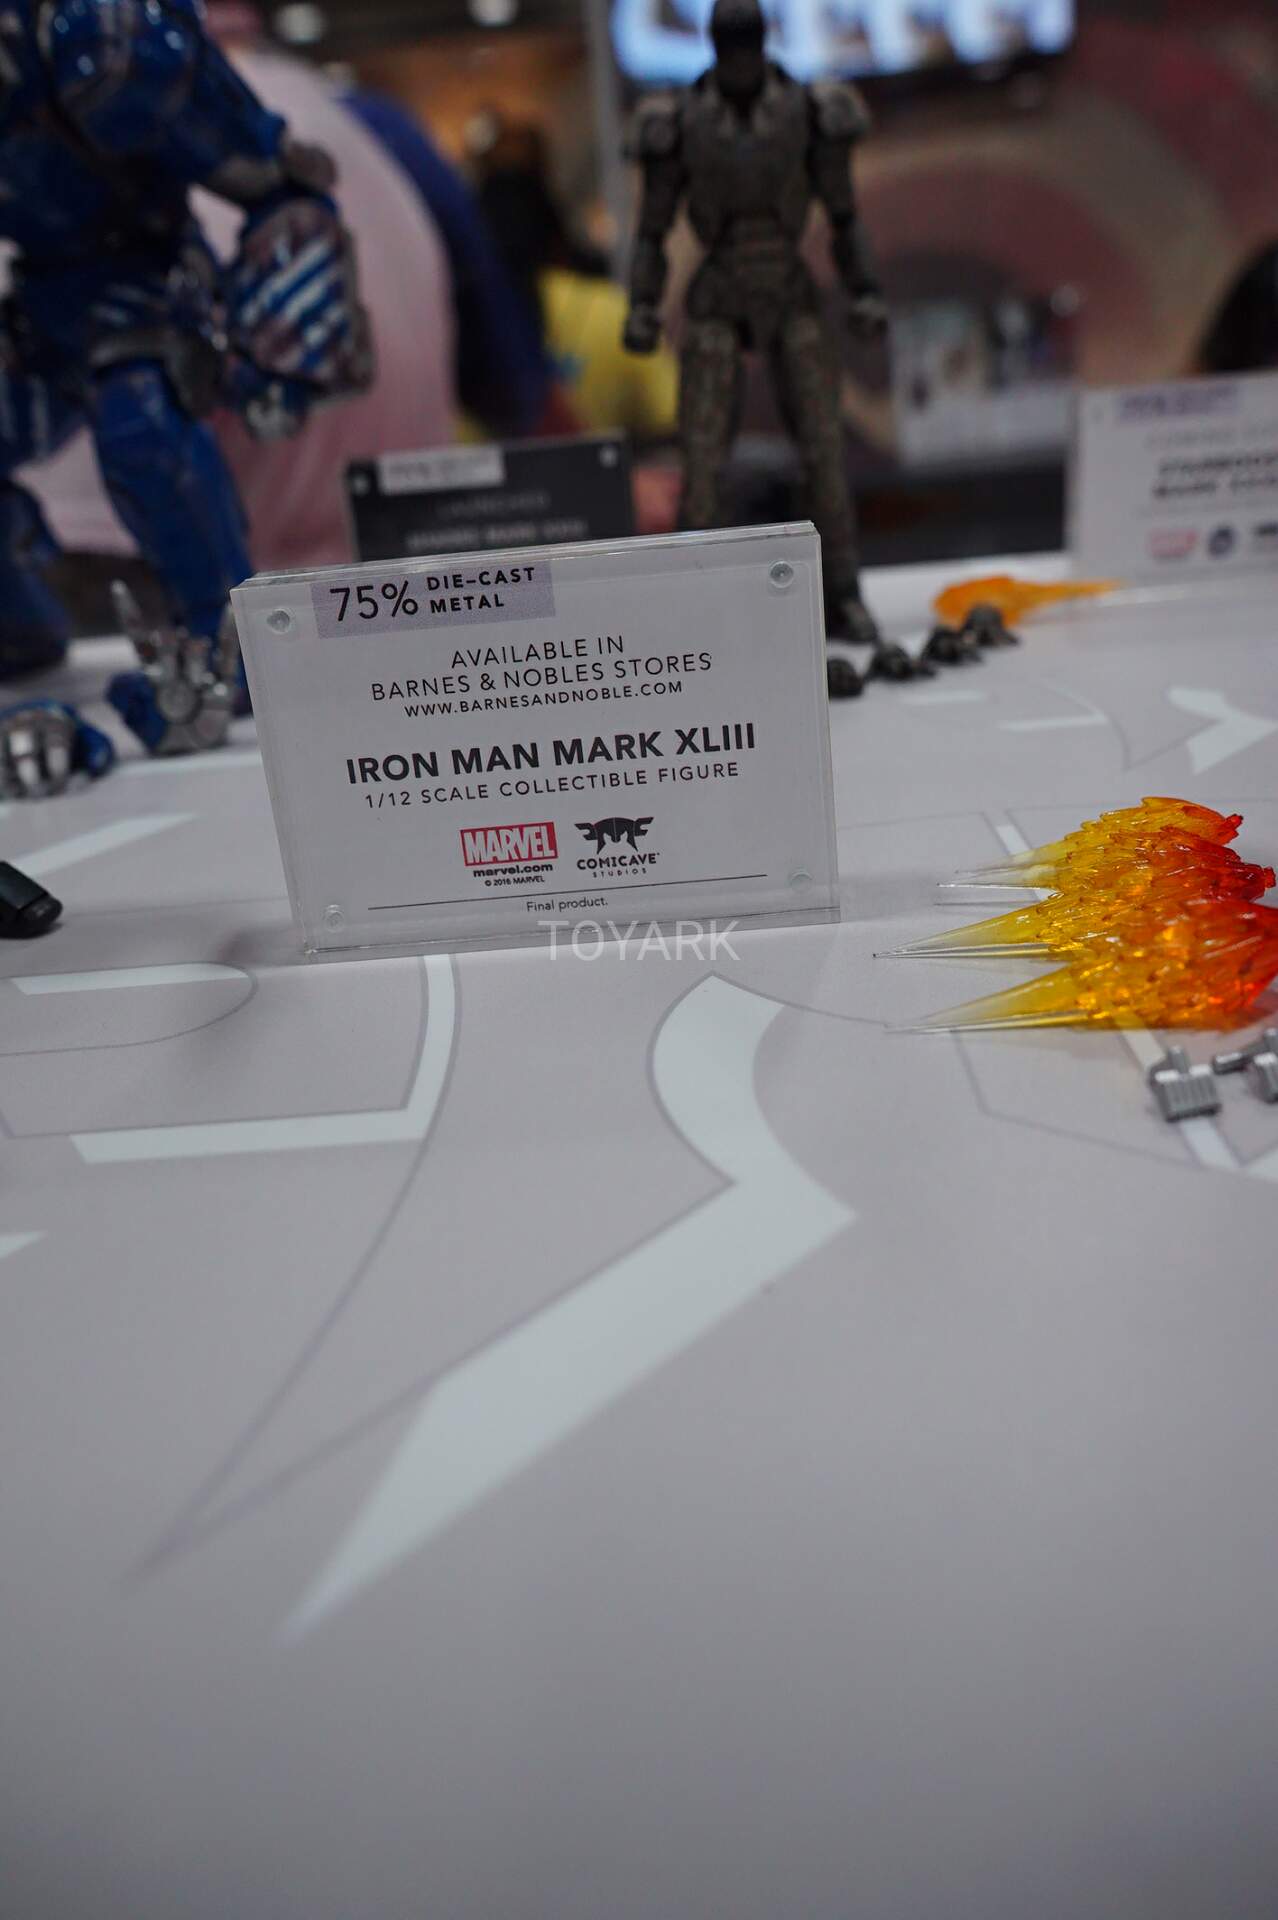 75% DIE-CAST
METAL
AVAILABLE IN
BARNES & NOBLES STORES
WWW.BARNESANDNOBLE.COM
IRON MAN MARK XLIII
1/12 SCALE COLLECTIBLE FIGURE
MARVEL
marvel.com
© 2016 MARVEL
COMICAVE
STUDIOS
Final product.
TOYARK
LAUNCHED